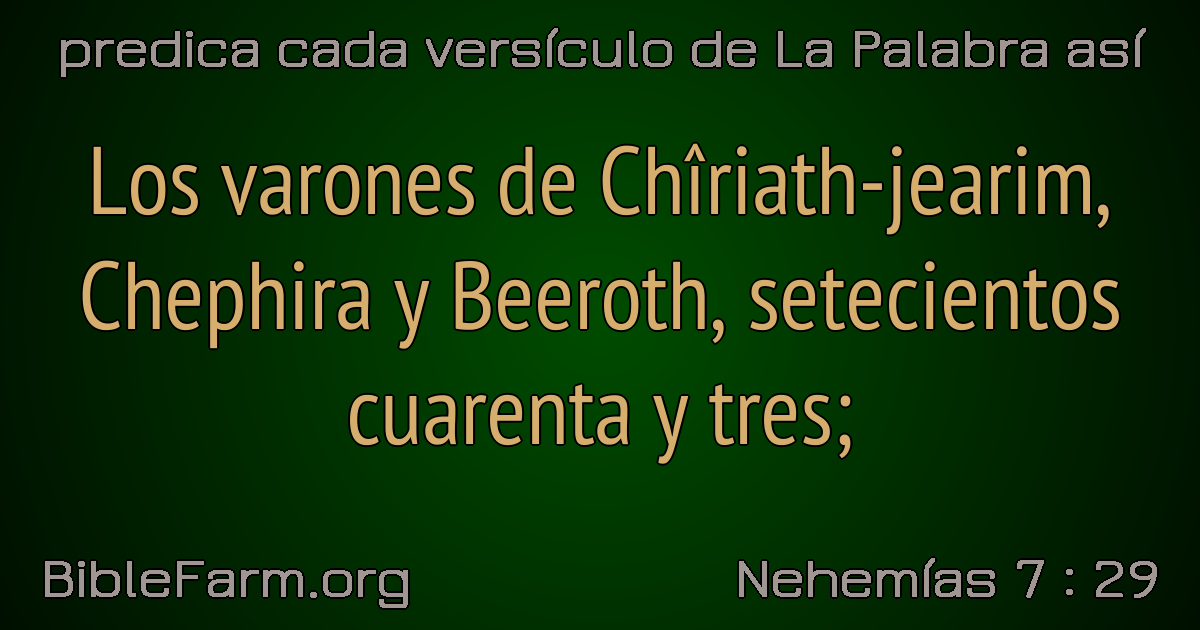 predica cada versículo de La Palabra así
Los varones de Chîriath-jearim,
Chephira y Beeroth, setecientos
cuarenta y tres;
BibleFarm.org
Nehemías 7 : 29